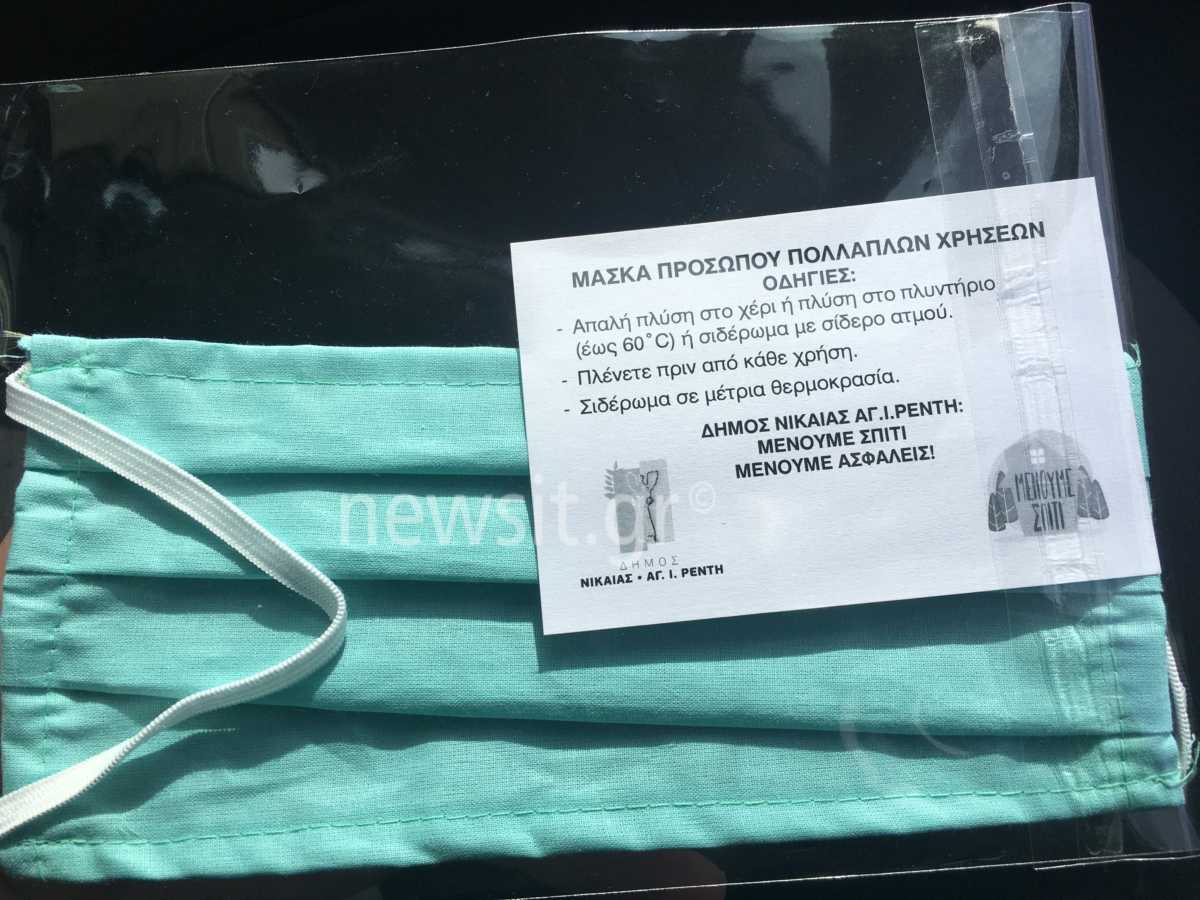 ΜΑΣΚΑ ΠΡΟΣΩΠΟΥ ΠΟΛΛΑΠΛΩΝ ΧΡΗΣΕΩΝ
ΟΔΗΓΙΕΣ:
- Απαλή πλύση στο χέρι ή πλύση στο πλυντήριο
(έως 60°C) ή σιδέρωμα με σίδερο ατμού.
- Πλένετε πριν από κάθε χρήση.
- Σιδέρωμα σε μέτρια θερμοκρασία.
ΔΗΜΟΣ ΝΙΚΑΙΑΣ ΑΓ.Ι.ΡΕΝΤΗ:
ΜΕΝΟΥΜΕ ΣΠΙΤΙ
ΜΕΝΟΥΜΕ ΑΣΦΑΛΕΙΣ!
ΔΗΜΟΣ
ΝΙΚΑΙΑΣ • ΑΓ. Ι. ΡΕΝΤΗ
ΜΕΝΟΥΜΕ
ΣΠΙΤΙ
newsit.gr©